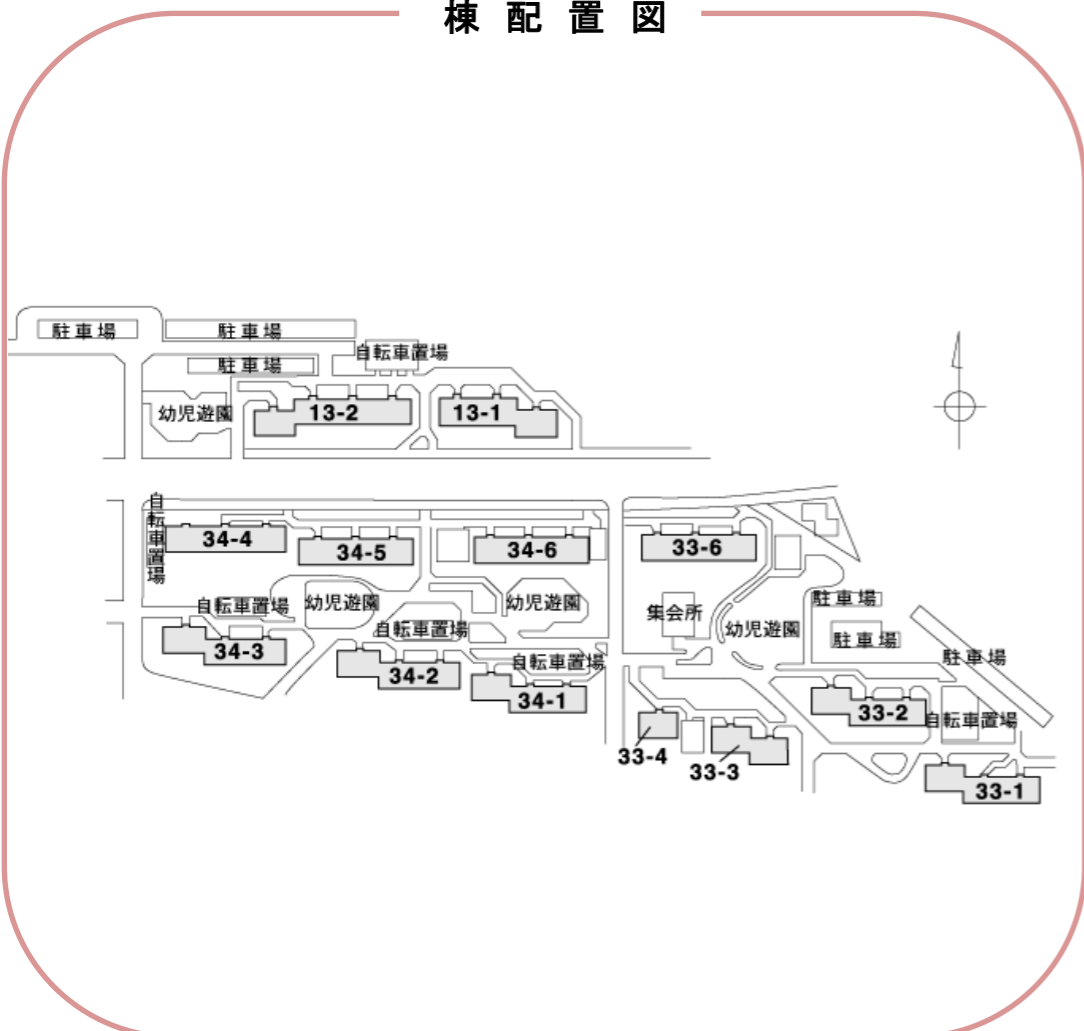 棟配置図
駐車場
駐車場
駐車場
自転車置場
幼児遊園
13-2
13-1
自転車置場
34-4
34-5
34-6
33-6
自転車置場
幼児遊園
幼児遊園
集会所
幼児遊園
駐車場
駐車場
駐車場
自転車置場
34-3
34-2
自転車置場
34-1
33-2
自転車置場
33-4
33-3
33-1